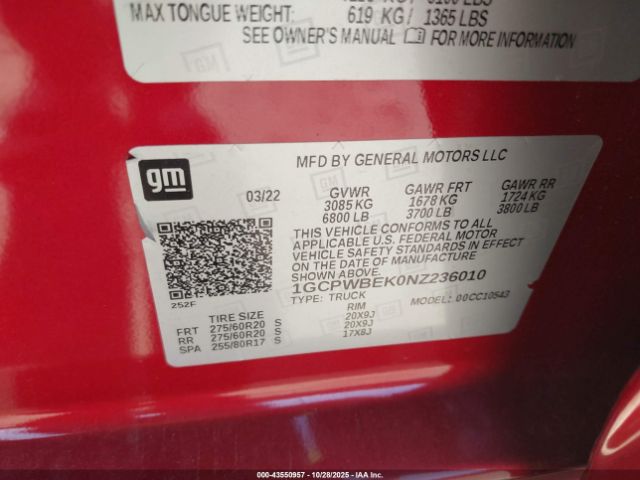 MAX TONGUE WEIGHT: 619 KG / 1365 LBS
SEE OWNER'S MANUAL FOR MORE INFORMATION
gm
MFD BY GENERAL MOTORS LLC
03/22 GVWR GAWR FRT GAWR RR
3085 KG 1678 KG 1724 KG
6800 LB 3700 LB 3800 LB
THIS VEHICLE CONFORMS TO ALL
APPLICABLE U.S. FEDERAL MOTOR
VEHICLE SAFETY STANDARDS IN EFFECT
ON THE DATE OF MANUFACTURE
SHOWN ABOVE.
1GCPWBEK0NZ236010
TYPE: TRUCK MODEL: 00CC10543
252F
TIRE SIZE RIM
FRT 275/60R20 S 20X9J
RR 275/60R20 S 20X9J
SPA 255/80R17 S 17X8J
000-43550957 | 10/28/2025 | IAAI.COM